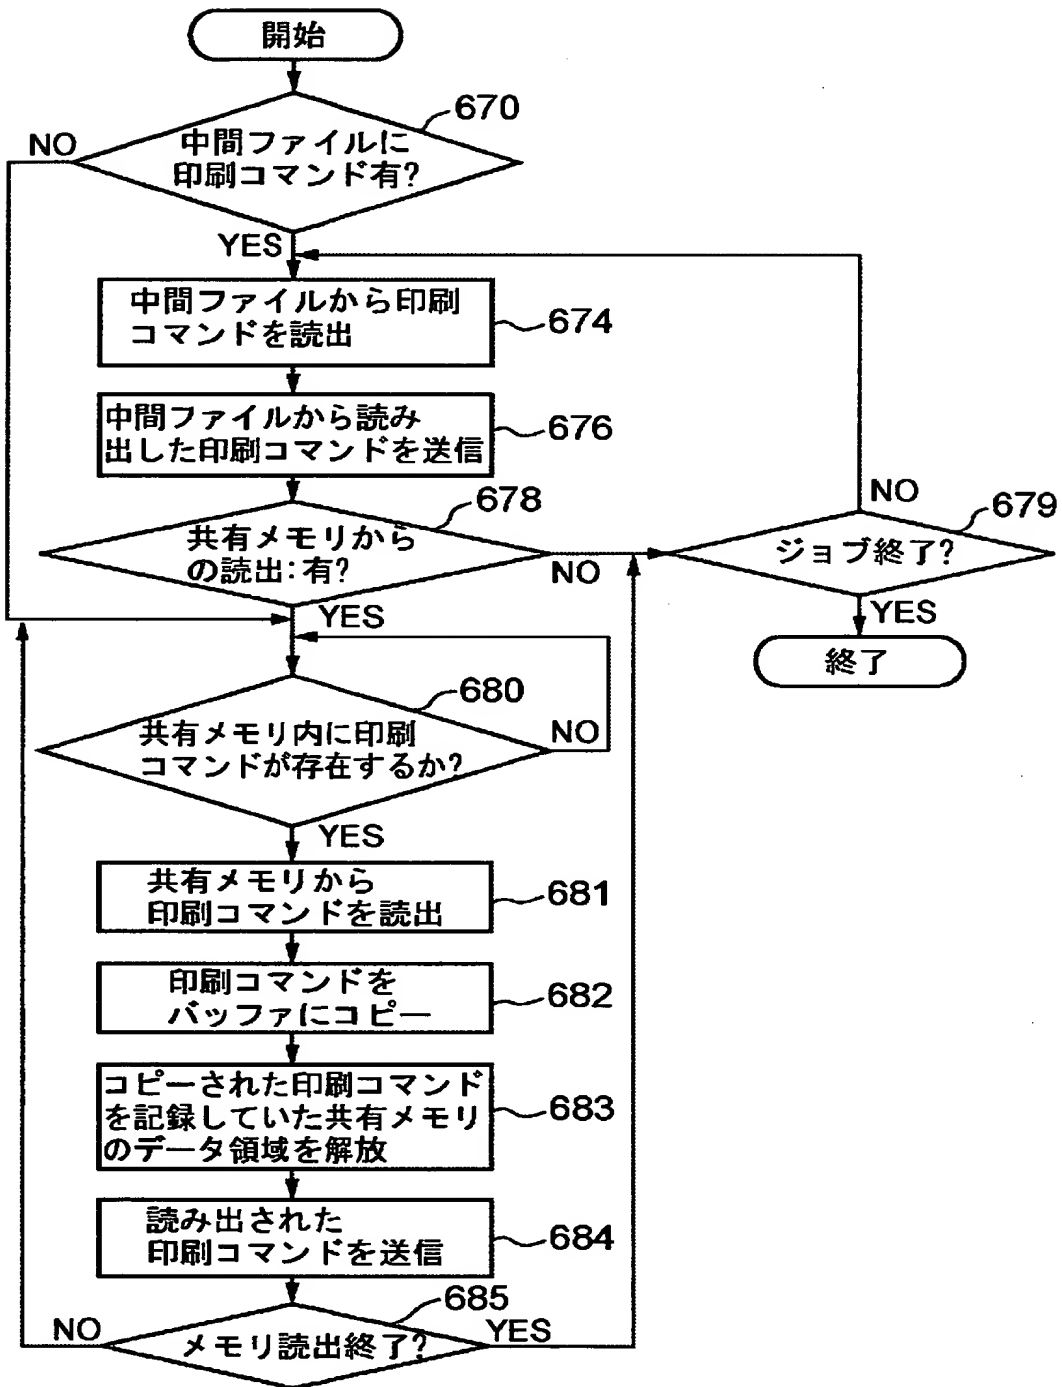 開始
670
NO
中間ファイルに
印刷コマンド有?
YES
中間ファイルから印刷
コマンドを読出
674
中間ファイルから読み
出した印刷コマンドを送信
676
678
共有メモリから
の読出:有?
NO
YES
NO
679
ジョブ終了?
YES
終了
680
共有メモリ内に印刷
コマンドが存在するか?
NO
YES
共有メモリから
印刷コマンドを読出
681
印刷コマンドを
バッファにコピー
682
コピーされた印刷コマンド
を記録していた共有メモリ
のデータ領域を解放
683
読み出された
印刷コマンドを送信
684
685
NO
メモリ読出終了?
YES